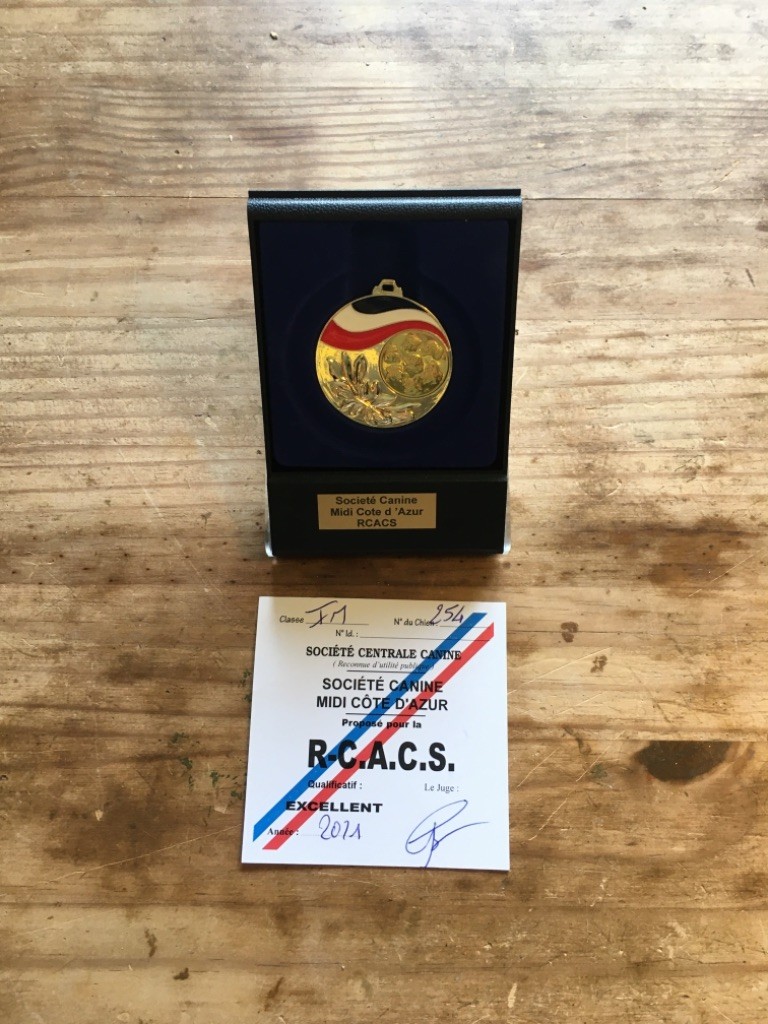 Societé Canine
Midi Cote d 'Azur
RCACS
Classe IM N° du Chien : 254
N° Id. :
SOCIÉTÉ CENTRALE CANINE
( Reconnue d'utilité publique )
SOCIÉTÉ CANINE
MIDI CÔTE D'AZUR
Proposé pour la
R-C.A.C.S.
Qualificatif : Le Juge :
EXCELLENT
Année : 2021